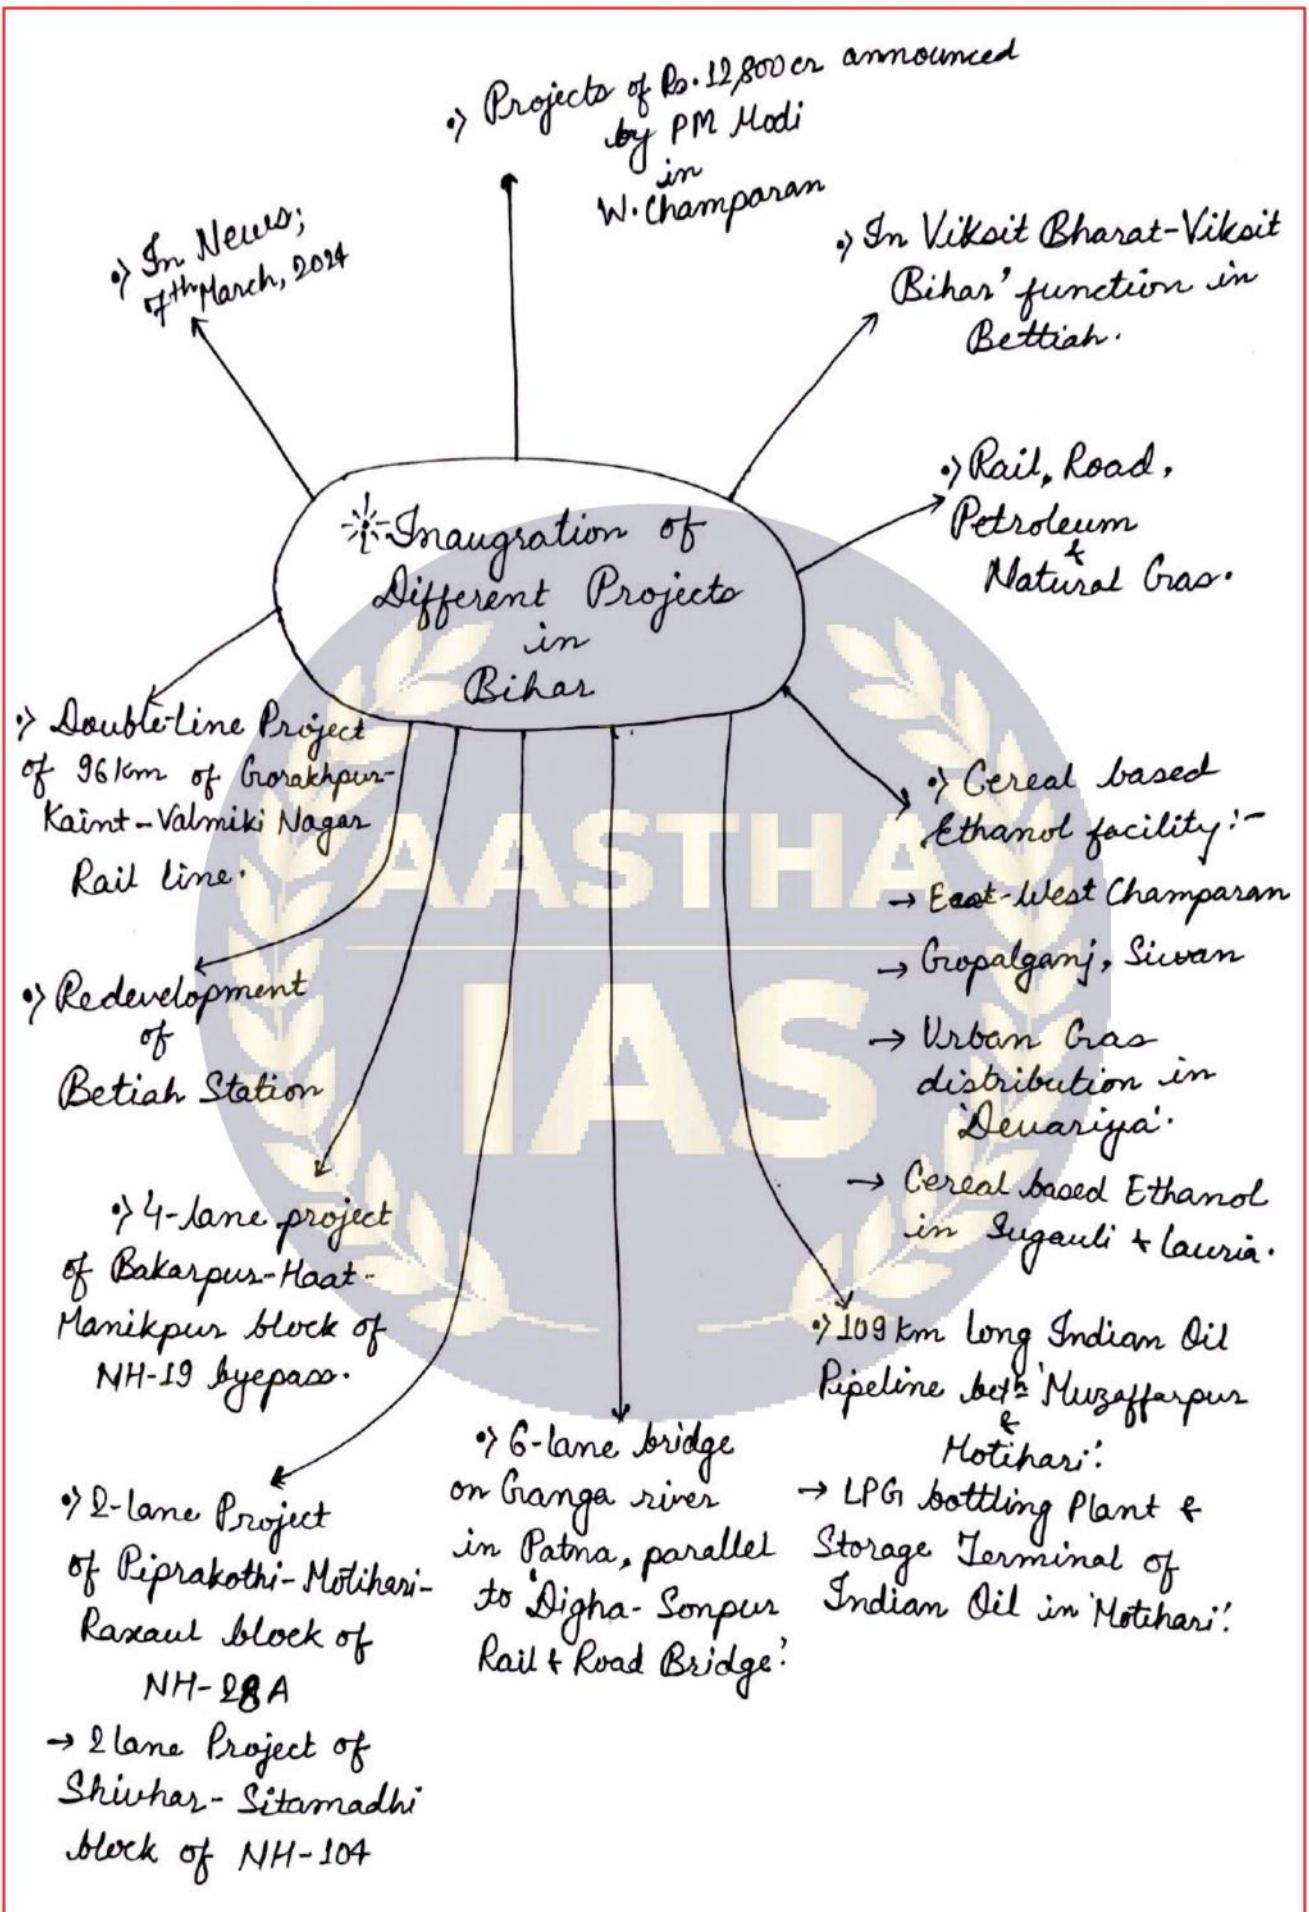 •> Projects of Rs. 12,800 cr announced
by PM Modi
in
W. Champaran
•> In News;
7th March, 2024
•> In Viksit Bharat-Viksit
Bihar' function in
Bettiah.
•> Rail, Road,
Petroleum
&
Natural Gas.
Inaugration of
Different Projects
in
Bihar
•> Double-line Project
of 96 km of Gorakhpur-
Kaint-Valmiki Nagar
Rail line.
•> Redevelopment
of
Betiah Station
•> 4-lane project
of Bakarpur-Haat-
Manikpur block of
NH-19 byepass.
•> 2-lane Project
of Piprakothi-Motihari-
Raxaul block of
NH-28A
→ 2 lane Project of
Shivhar-Sitamadhi
block of NH-104
•> 6-lane bridge
on Ganga river
in Patna, parallel
to 'Digha-Sonpur
Rail & Road Bridge'.
•> Cereal based
Ethanol facility:-
→ East-West Champaran
→ Gopalganj, Siwan
→ Urban Gas
distribution in
'Devariya'.
→ Cereal based Ethanol
in Sugauli & Lauria.
•> 109 km long Indian Oil
Pipeline betn 'Muzaffarpur
&
Motihari'.
→ LPG bottling Plant &
Storage Terminal of
Indian Oil in 'Motihari'.
AASTHA
IAS